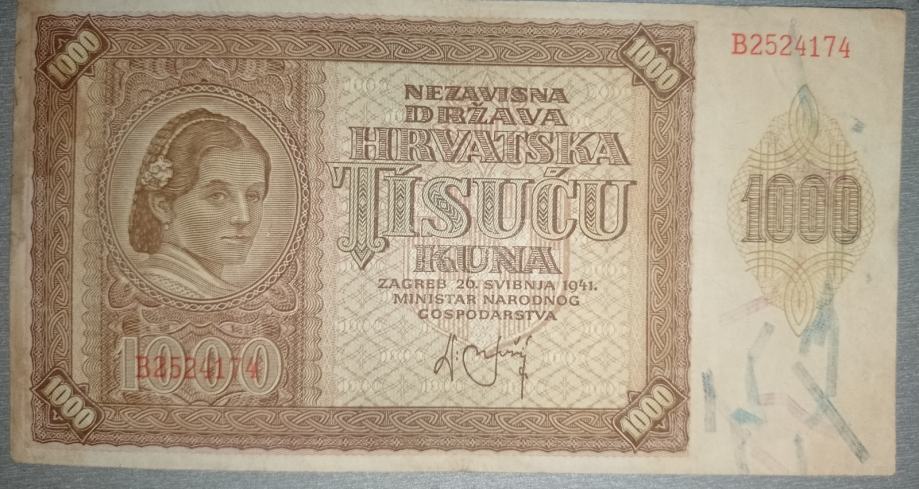 1000
1000
B2524174
NEZAVISNA
DRŽAVA
HRVATSKA
TÍSUĆU
KUNA
ZAGREB 26. SVIBNJA 1941.
MINISTAR NARODNOG
GOSPODARSTVA
1000
1000
B2524174
1000
1000